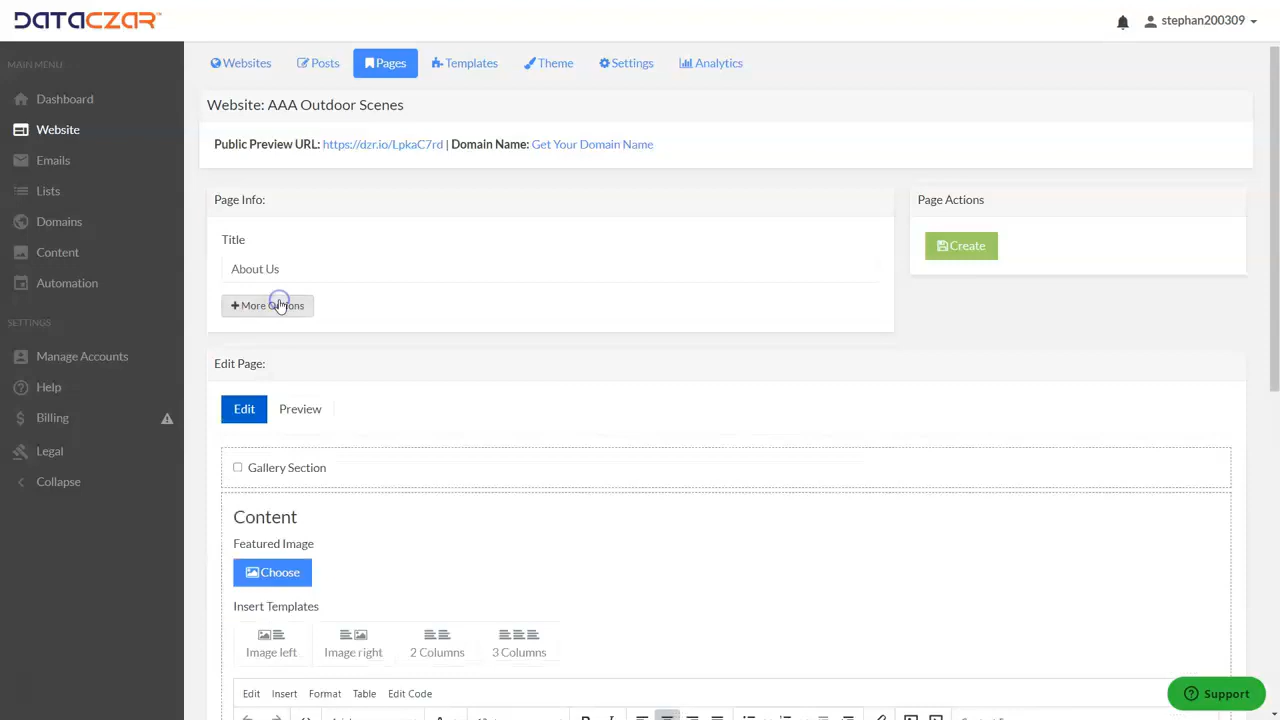 DATACZAR
stephan200309
MAIN MENU
Dashboard
Website
Emails
Lists
Domains
Content
Automation
SETTINGS
Manage Accounts
Help
Billing
Legal
Collapse
Websites Posts Pages Templates Theme Settings Analytics
Website: AAA Outdoor Scenes
Public Preview URL: https://dzr.io/LpkaC7rd | Domain Name: Get Your Domain Name
Page Info:
Title
About Us
More Options
Page Actions
Create
Edit Page:
Edit Preview
Gallery Section
Content
Featured Image
Choose
Insert Templates
Image left Image right 2 Columns 3 Columns
Edit Insert Format Table Edit Code
Support